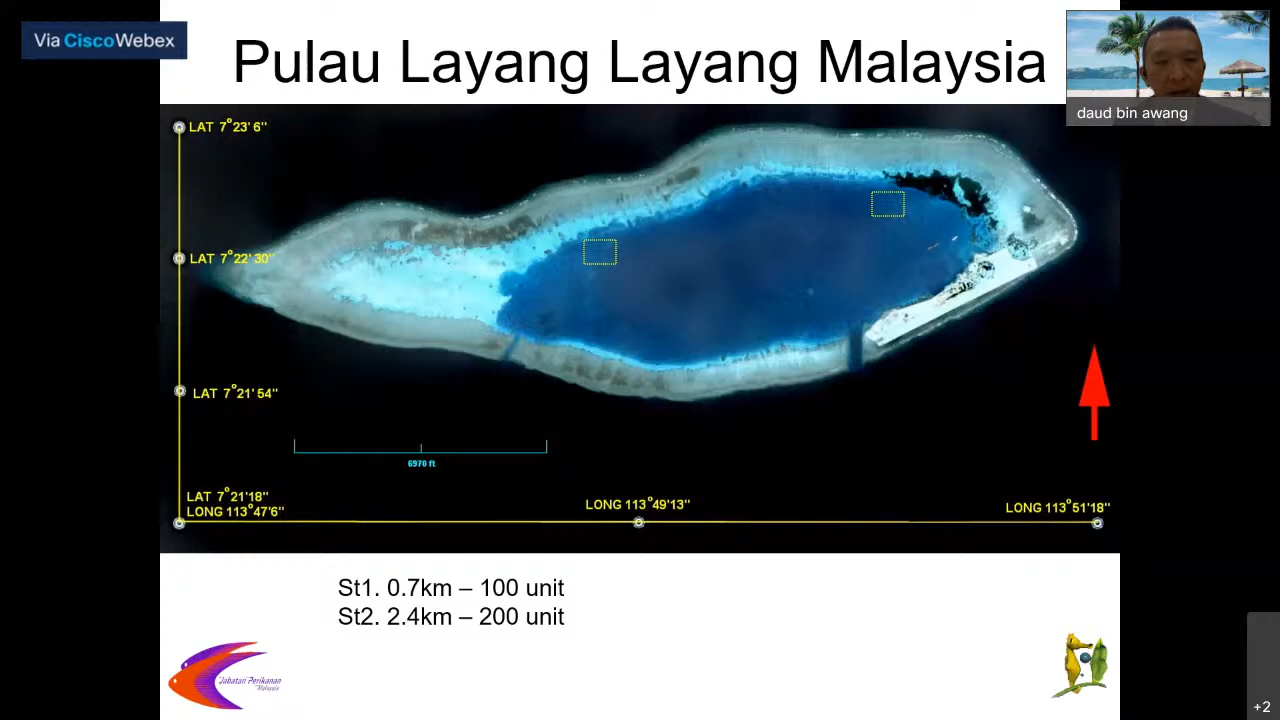 Via Cisco Webex
Pulau Layang Layang Malaysia
daud bin awang
LAT 7°23'6"
LAT 7°22'30"
LAT 7°21'54"
6970 ft
LAT 7°21'18"
LONG 113°47'6"
LONG 113°49'13"
LONG 113°51'18"
St1. 0.7km – 100 unit
St2. 2.4km – 200 unit
Jabatan Perikanan
Malaysia
+2